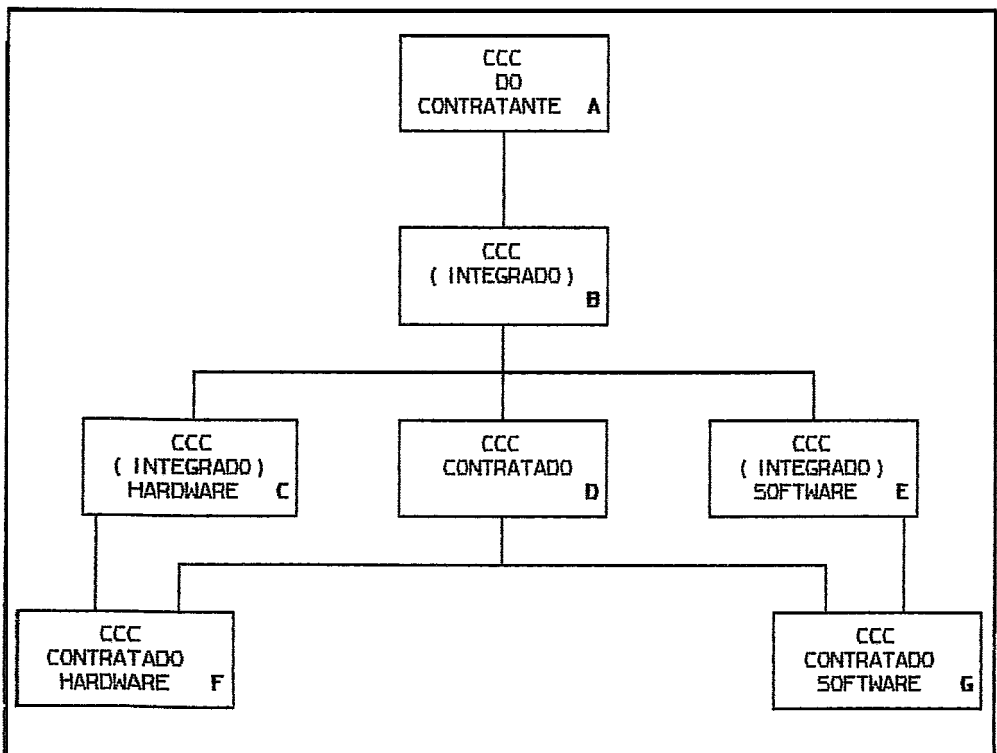 CCC
DO
CONTRATANTE A
CCC
( INTEGRADO )
B
CCC
( INTEGRADO )
HARDWARE C
CCC
CONTRATADO
D
CCC
( INTEGRADO )
SOFTWARE E
CCC
CONTRATADO
HARDWARE F
CCC
CONTRATADO
SOFTWARE G